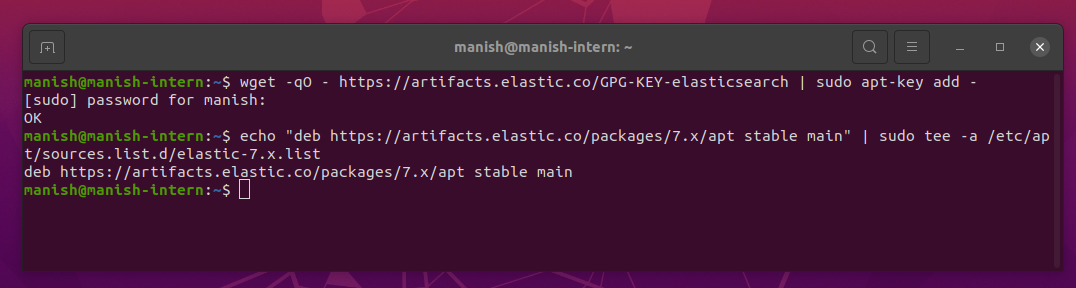 manish@manish-intern: ~
manish@manish-intern:~$ wget -qO - https://artifacts.elastic.co/GPG-KEY-elasticsearch | sudo apt-key add -
[sudo] password for manish:
OK
manish@manish-intern:~$ echo "deb https://artifacts.elastic.co/packages/7.x/apt stable main" | sudo tee -a /etc/ap
t/sources.list.d/elastic-7.x.list
deb https://artifacts.elastic.co/packages/7.x/apt stable main
manish@manish-intern:~$